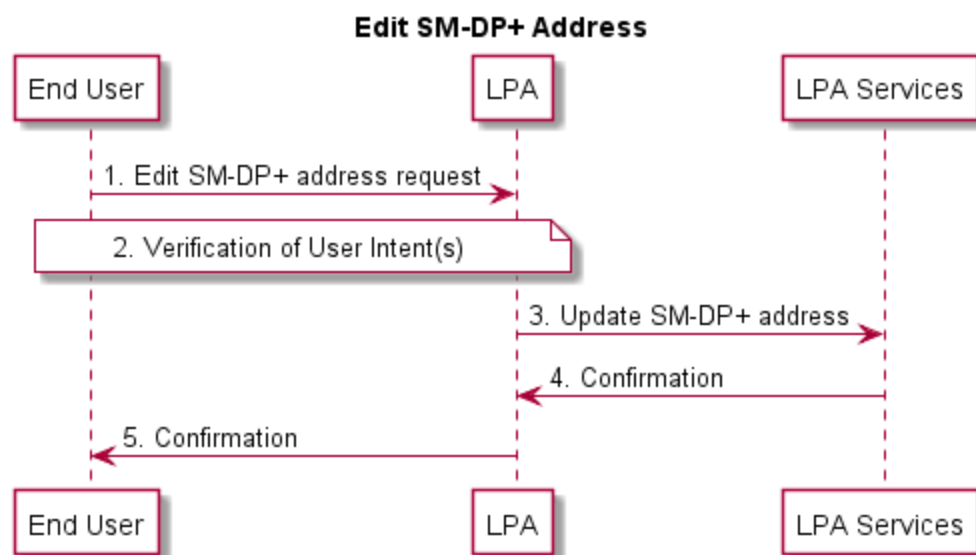 Edit SM-DP+ Address
End User
LPA
LPA Services
1. Edit SM-DP+ address request
2. Verification of User Intent(s)
3. Update SM-DP+ address
4. Confirmation
5. Confirmation
End User
LPA
LPA Services